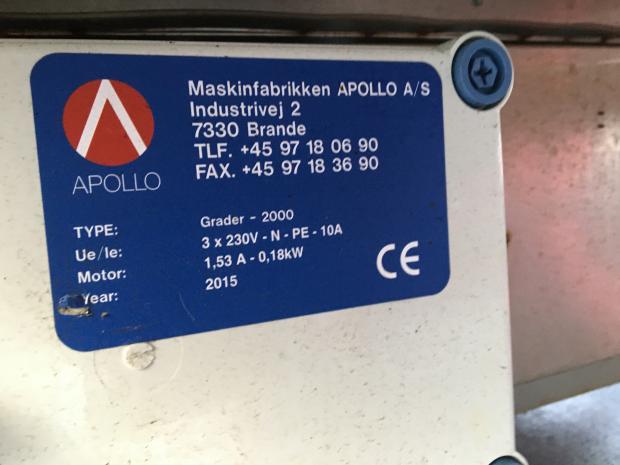 Maskinfabrikken APOLLO A/S
Industrivej 2
7330 Brande
TLF. +45 97 18 06 90
FAX. +45 97 18 36 90
APOLLO
TYPE: Grader - 2000
Ue/Ie: 3 x 230V - N - PE - 10A
Motor: 1,53 A - 0,18kW
Year: 2015
CE